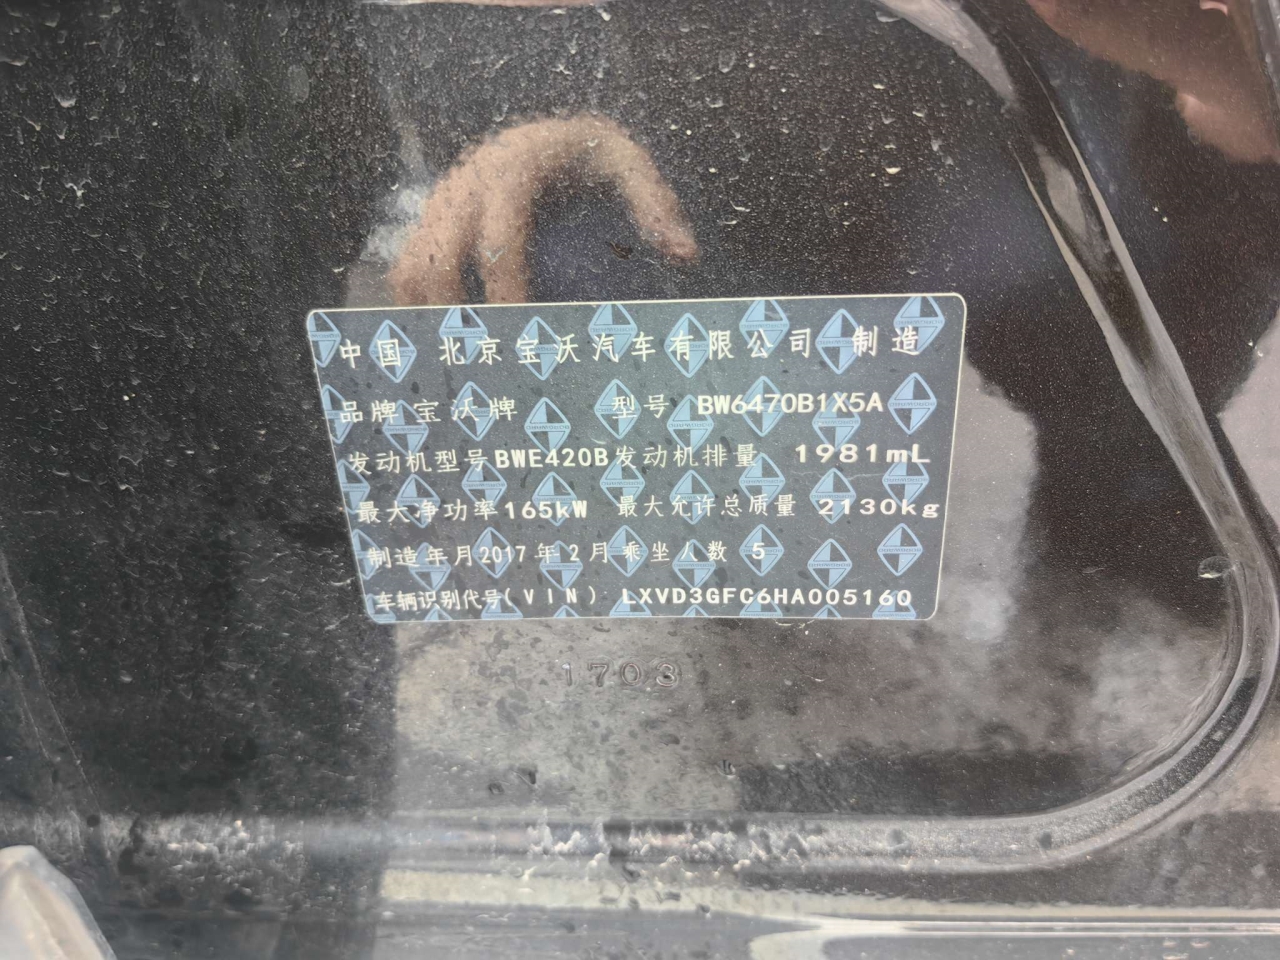 中国 北京宝沃汽车有限公司 制造
品牌 宝沃牌 型号 BW6470B1X5A
发动机型号BWE420B发动机排量 1981mL
最大净功率165kW 最大允许总质量 2130kg
制造年月2017年2月乘坐人数 5
车辆识别代号(VIN) LXVD3GFC6HA005160
1703